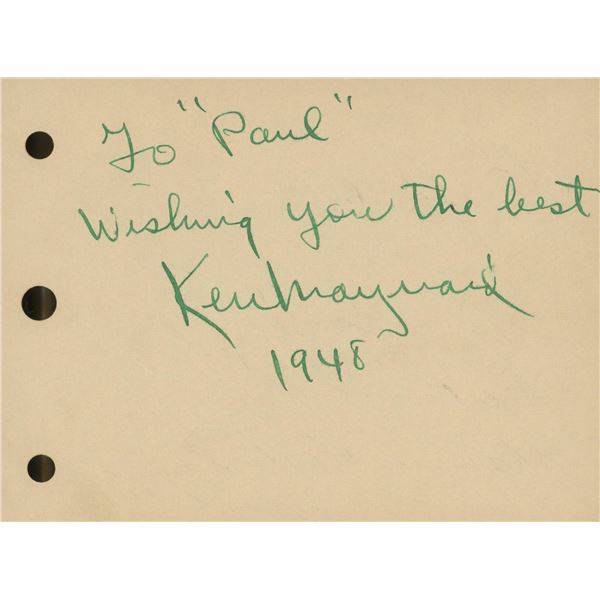 To "Paul"
Wishing you the best
Ken Maynard
1948